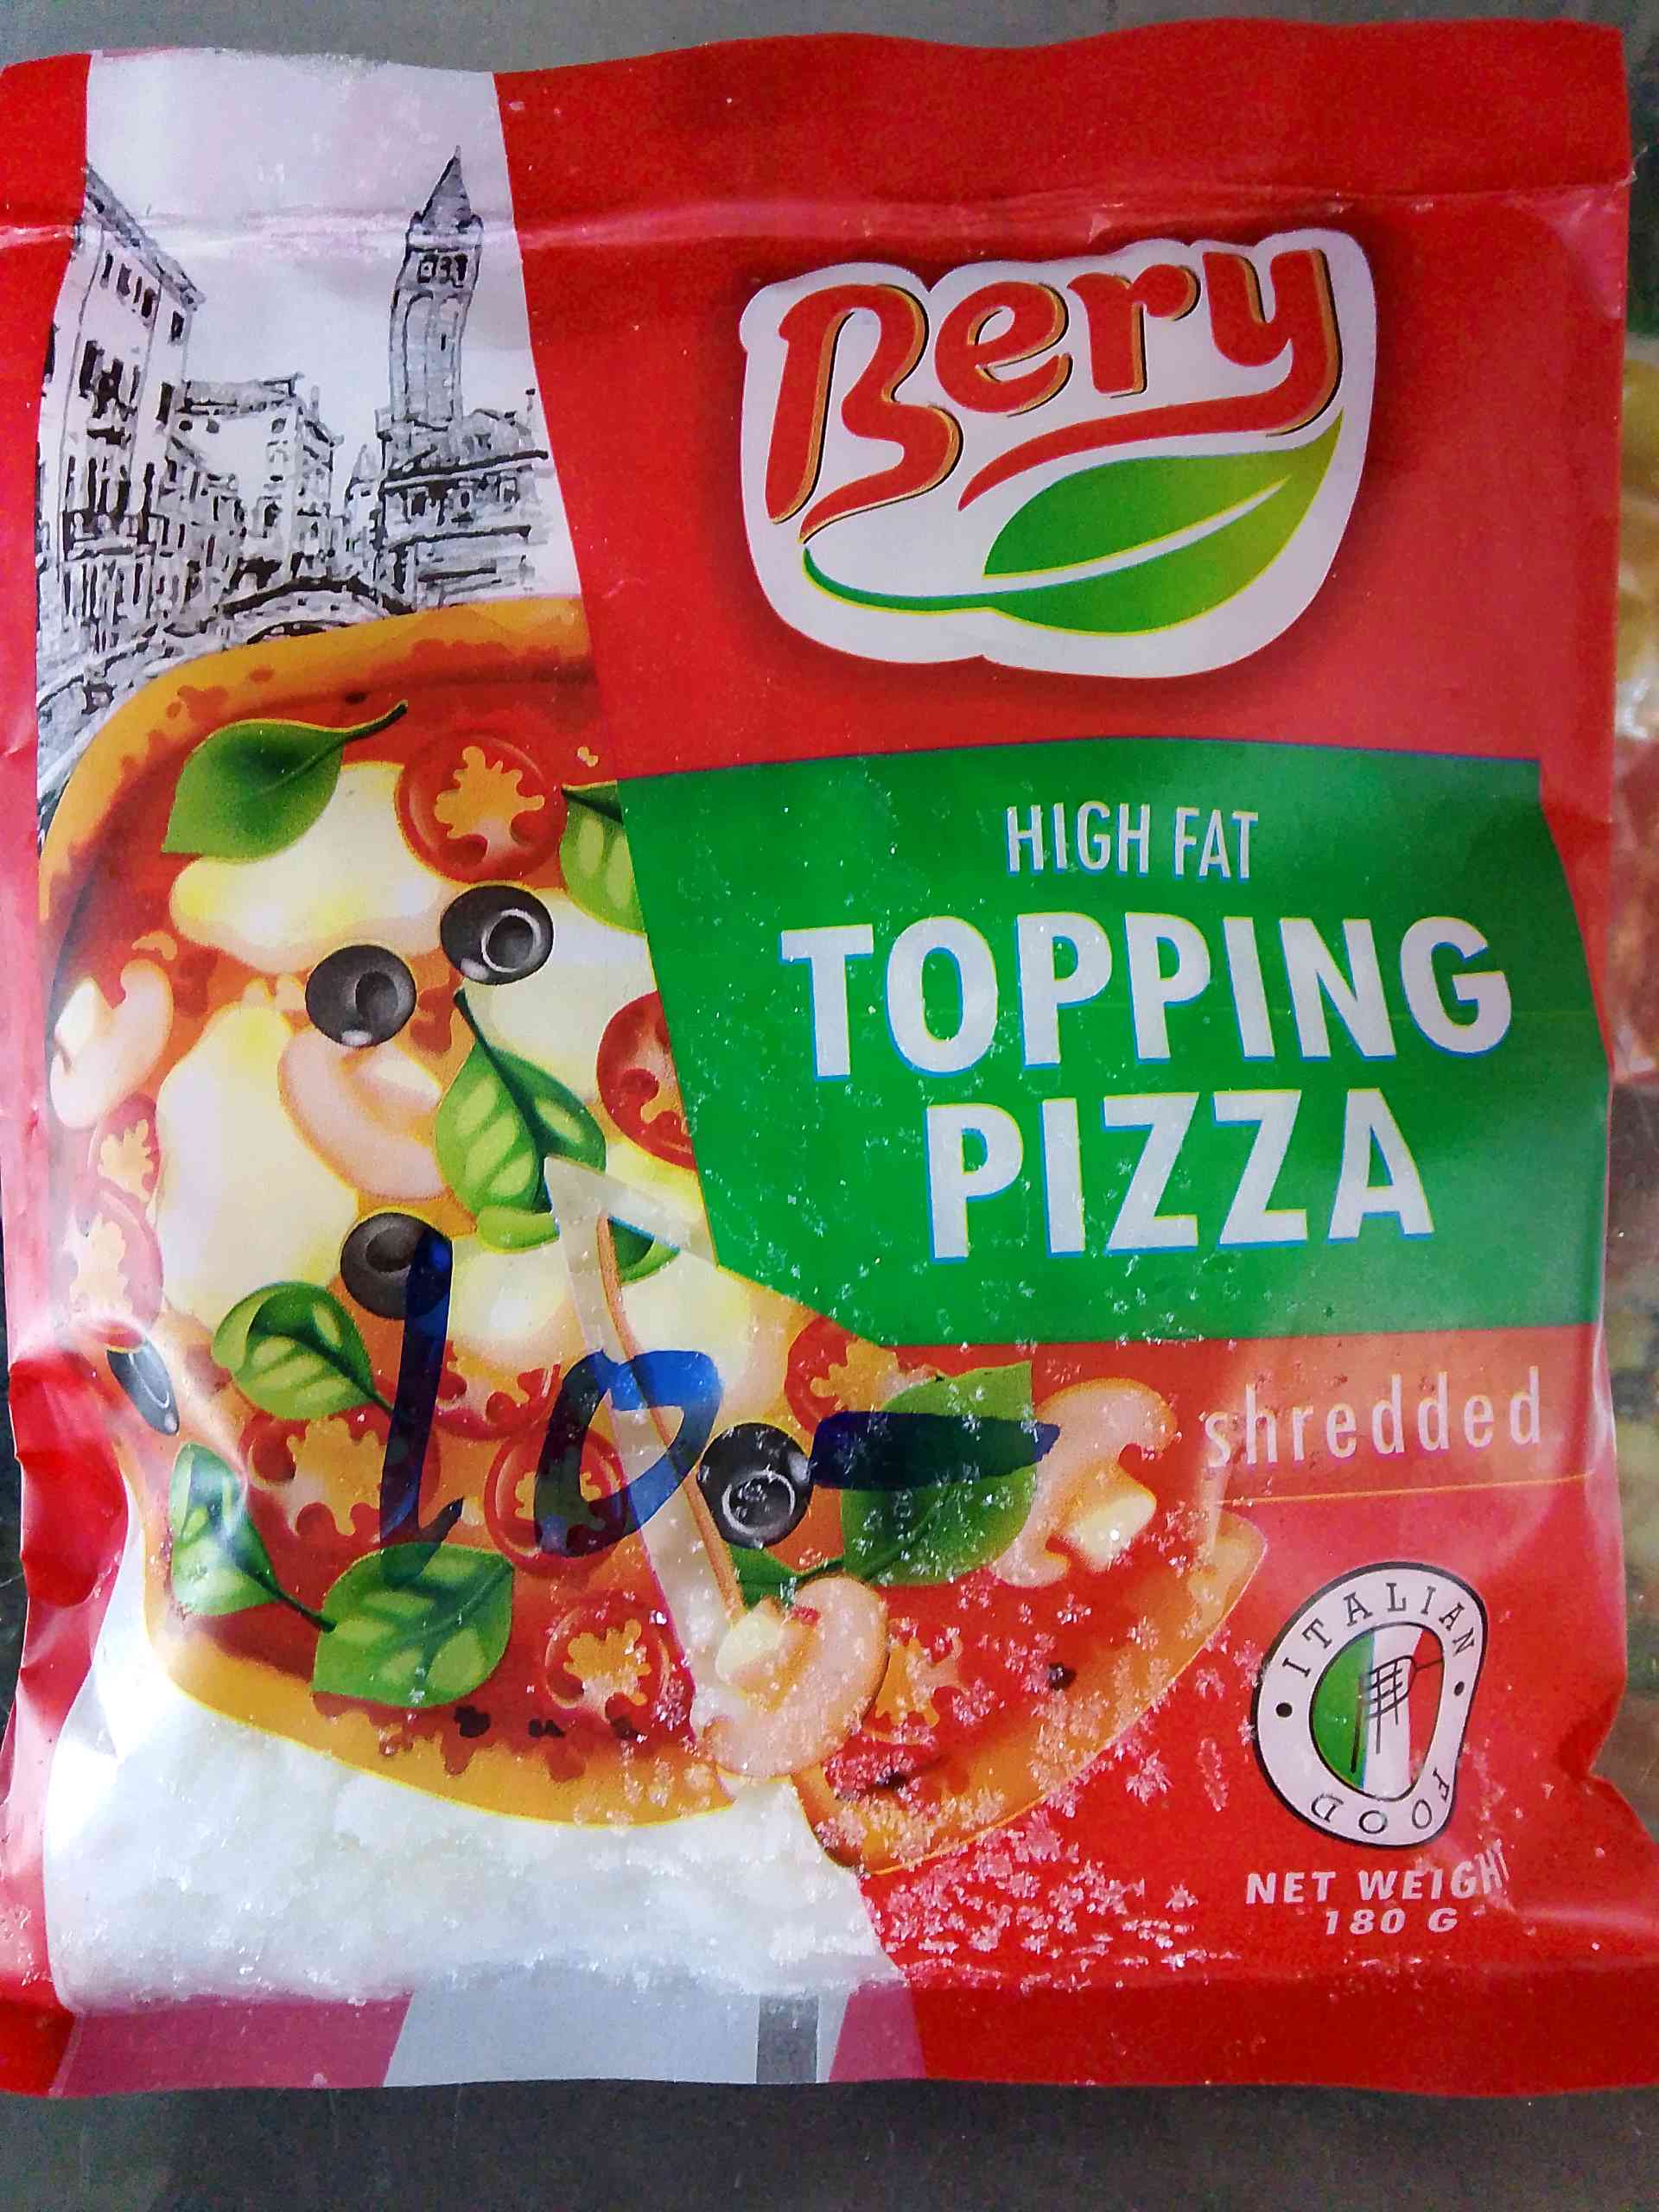 Bery
HIGH FAT
TOPPING
PIZZA
10-
shredded
ITALIAN
FOOD
NET WEIGHT
180 G